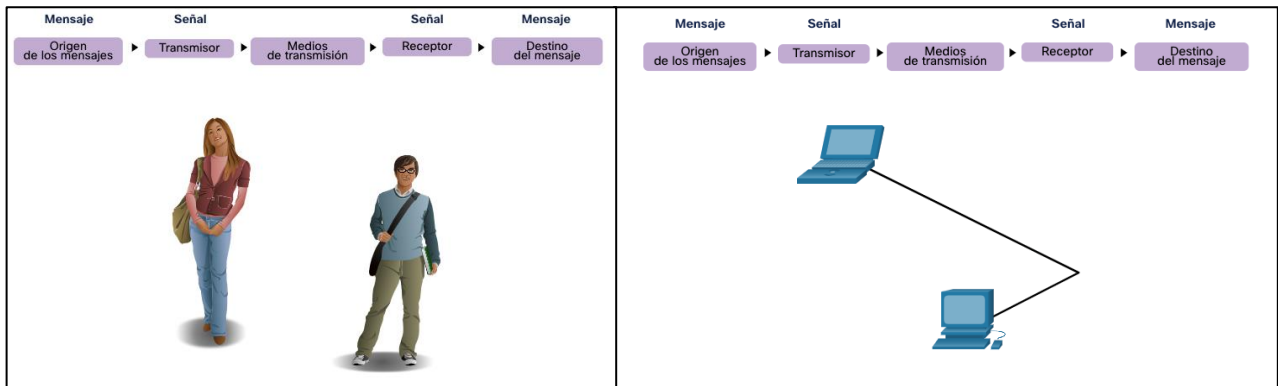 Mensaje Señal Señal Mensaje
Origen de los mensajes Transmisor Medios de transmisión Receptor Destino del mensaje
Mensaje Señal Señal Mensaje
Origen de los mensajes Transmisor Medios de transmisión Receptor Destino del mensaje